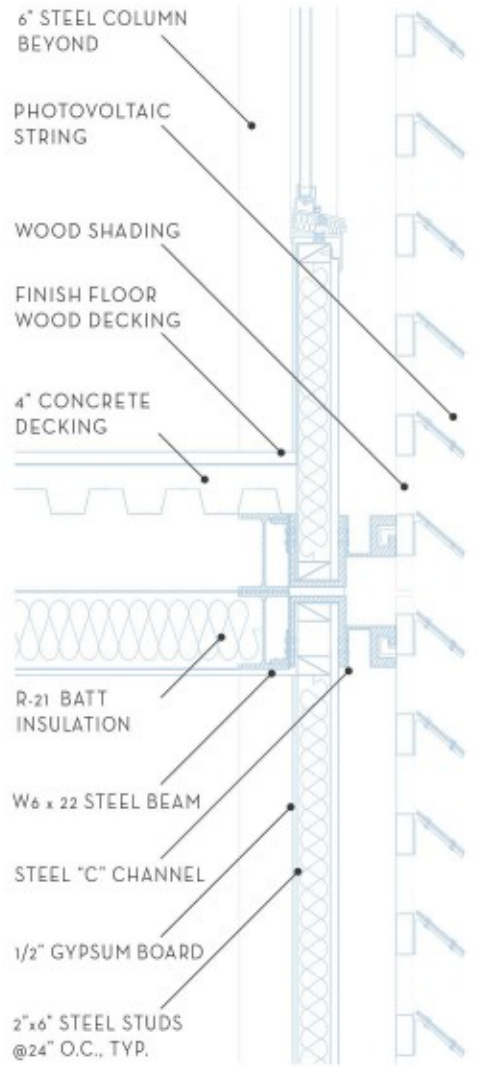 6" STEEL COLUMN
BEYOND
PHOTOVOLTAIC
STRING
WOOD SHADING
FINISH FLOOR
WOOD DECKING
4" CONCRETE
DECKING
R-21 BATT
INSULATION
W6 x 22 STEEL BEAM
STEEL "C" CHANNEL
1/2" GYPSUM BOARD
2"x6" STEEL STUDS
@24" O.C., TYP.